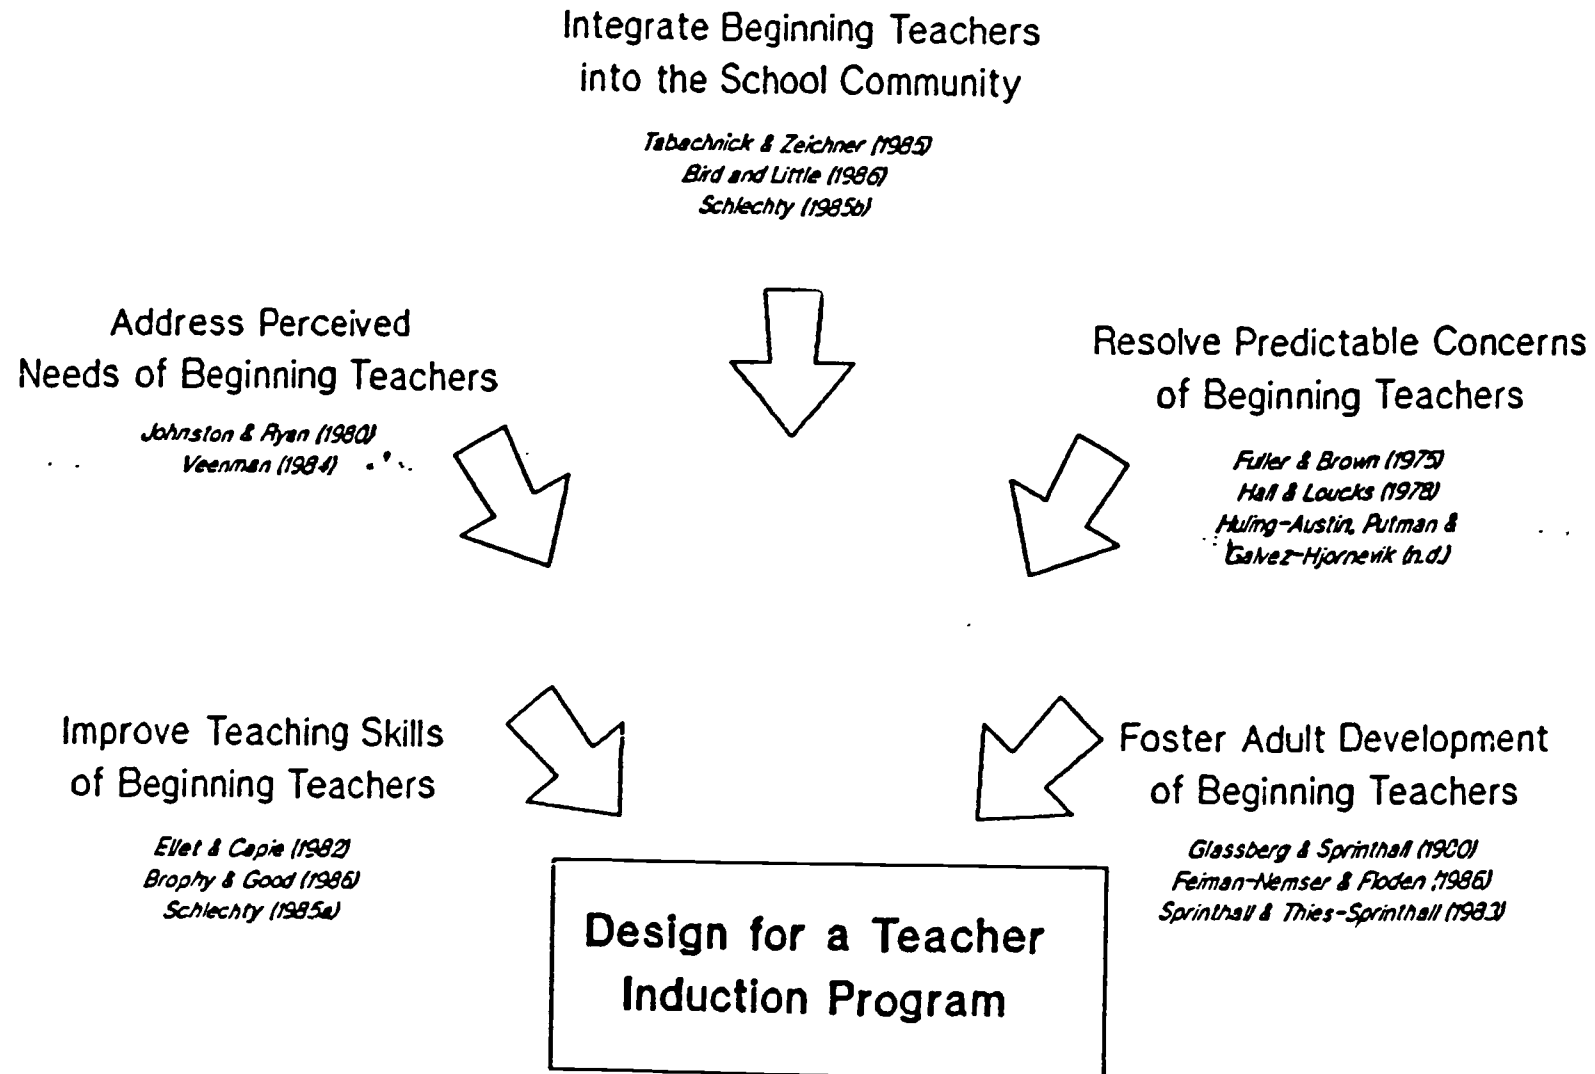 Integrate Beginning Teachers
into the School Community
Tabachnick & Zeichner (1985)
Bird and Little (1986)
Schlechty (1985b)
Address Perceived
Needs of Beginning Teachers
Johnston & Ryan (1980)
Veenman (1984)
Resolve Predictable Concerns
of Beginning Teachers
Fuller & Brown (1975)
Hall & Loucks (1978)
Huling-Austin, Putman &
Galvez-Hjornevik (n.d.)
Improve Teaching Skills
of Beginning Teachers
Ellet & Capie (1982)
Brophy & Good (1986)
Schlechty (1985a)
Foster Adult Development
of Beginning Teachers
Glassberg & Sprinthall
Feiman-Nemser & Floden (1986)
Sprinthall & Thies-Sprinthall (1983)
Design for a Teacher
Induction Program